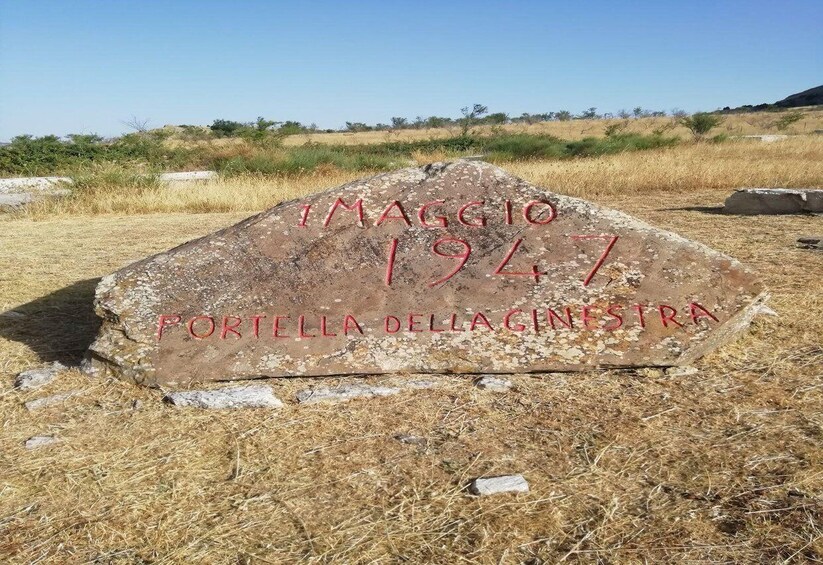 1 MAGGIO
1947
PORTELLA DELLA GINESTRA